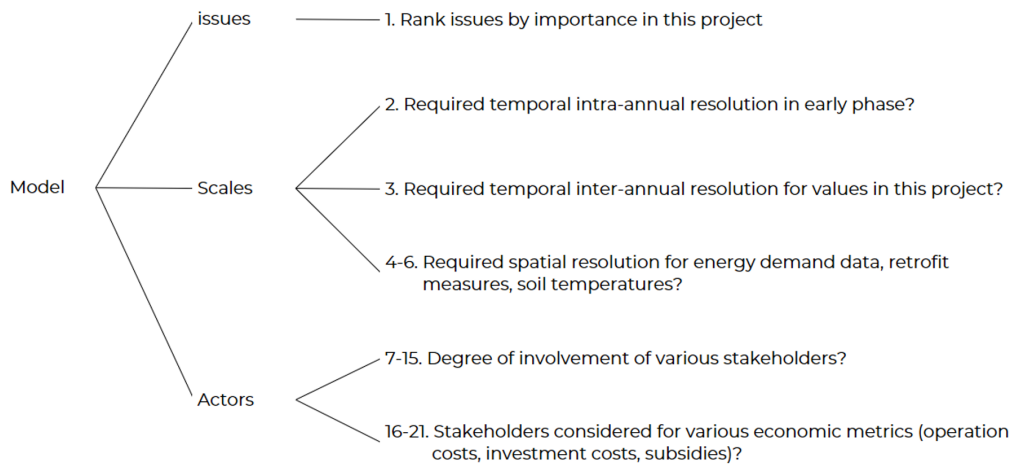 issues
1. Rank issues by importance in this project
2. Required temporal intra-annual resolution in early phase?
Model
Scales
3. Required temporal inter-annual resolution for values in this project?
4-6. Required spatial resolution for energy demand data, retrofit
measures, soil temperatures?
7-15. Degree of involvement of various stakeholders?
Actors
16-21. Stakeholders considered for various economic metrics (operation
costs, investment costs, subsidies)?